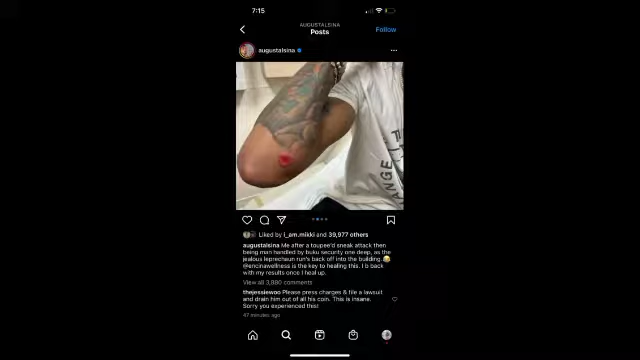 7:15
AUGUSTALSINA
Posts
Follow
augustalsina
ANGE
Liked by i_am.mikki and 39,977 others
augustalsina Me after a toupee'd sneak attack then
being man handled by buku security one deep, as the
jealous leprechaun run's back off into the building. 😂
@encinawellness is the key to healing this. I b back
with my results once I heal up.
View all 3,880 comments
thejessiewoo Please press charges & file a lawsuit
and drain him out of all his coin. This is insane.
Sorry you experienced this!
47 minutes ago